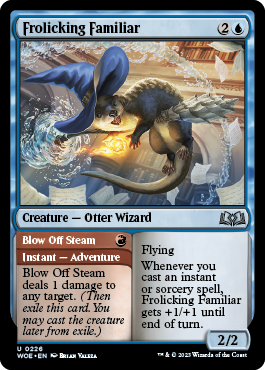 Frolicking Familiar 2
Creature — Otter Wizard
Blow Off Steam
Instant — Adventure
Blow Off Steam
deals 1 damage to
any target. (Then
exile this card. You
may cast the creature
later from exile.)
Flying
Whenever you
cast an instant
or sorcery spell,
Frolicking Familiar
gets +1/+1 until
end of turn.
2/2
U 0226
WOE • EN BRIAN VALEZA
™ & © 2023 Wizards of the Coast